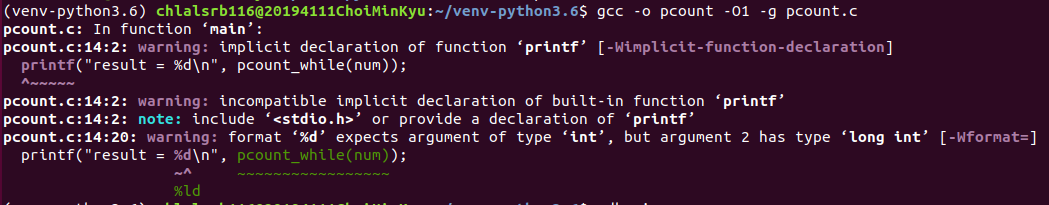 (venv-python3.6) chlalsrb116@20194111ChoiMinKyu:~/venv-python3.6$ gcc -o pcount -O1 -g pcount.c
pcount.c: In function ‘main’:
pcount.c:14:2: warning: implicit declaration of function ‘printf’ [-Wimplicit-function-declaration]
  printf("result = %d\n", pcount_while(num));
  ^~~~~~
pcount.c:14:2: warning: incompatible implicit declaration of built-in function ‘printf’
pcount.c:14:2: note: include ‘<stdio.h>’ or provide a declaration of ‘printf’
pcount.c:14:20: warning: format ‘%d’ expects argument of type ‘int’, but argument 2 has type ‘long int’ [-Wformat=]
  printf("result = %d\n", pcount_while(num));
                   ~^     ~~~~~~~~~~~~~~~~~
                   %ld